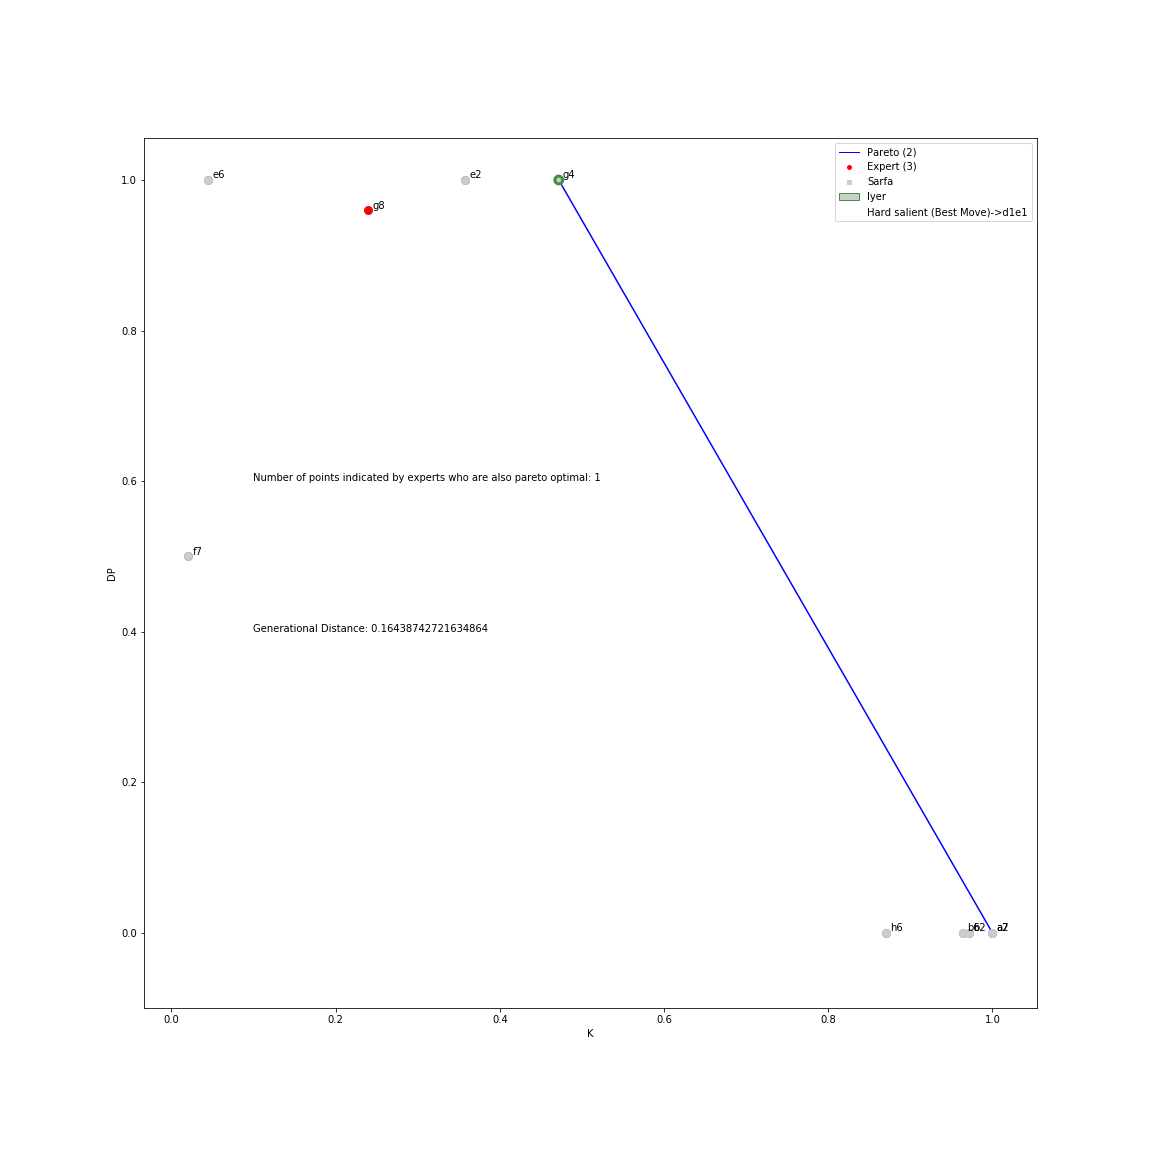 Pareto (2)
Expert (3)
Sarfa
Iyer
Hard salient (Best Move)->d1e1
e6
e2
g4
g8
Number of points indicated by experts who are also pareto optimal: 1
f7
Generational Distance: 0.16438742721634864
h6
1.0
0.8
0.6
0.4
0.2
0.0
DP
0.0
0.2
0.4
0.6
0.8
1.0
K